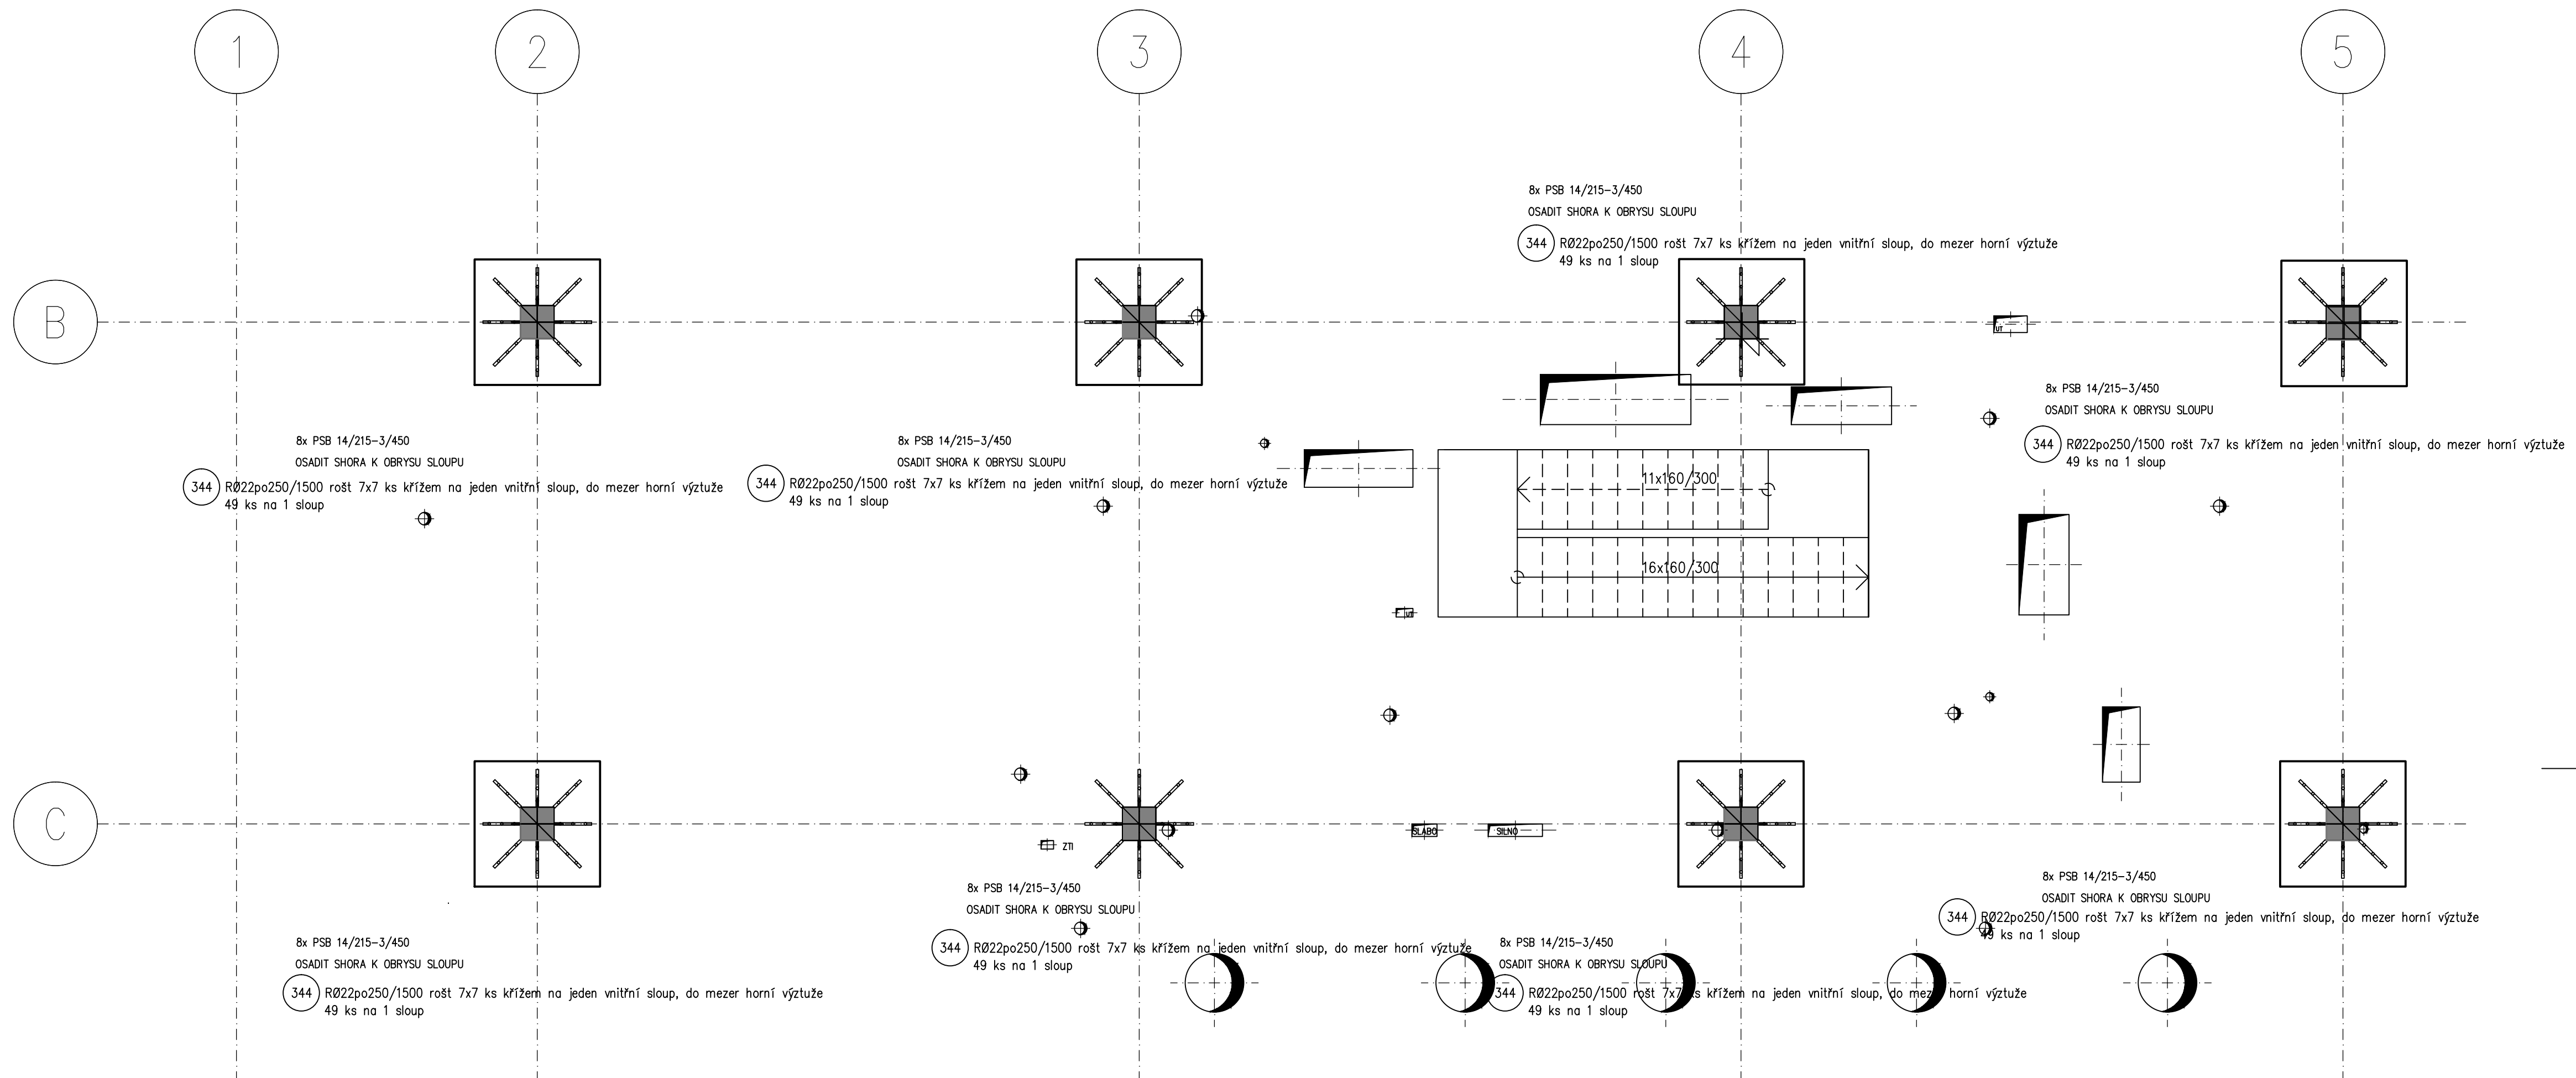 1
2
3
4
5
8x PSB 14/215-3/450
OSADIT SHORA K OBRYSU SLOUPU
344 RØ22po250/1500 rošt 7x7 ks křížem na jeden vnitřní sloup, do mezer horní výztuže
49 ks na 1 sloup
B
UT
8x PSB 14/215-3/450
OSADIT SHORA K OBRYSU SLOUPU
344 RØ22po250/1500 rošt 7x7 ks křížem na jeden vnitřní sloup, do mezer horní výztuže
49 ks na 1 sloup
8x PSB 14/215-3/450
OSADIT SHORA K OBRYSU SLOUPU
344 RØ22po250/1500 rošt 7x7 ks křížem na jeden vnitřní sloup, do mezer horní výztuže
49 ks na 1 sloup
8x PSB 14/215-3/450
OSADIT SHORA K OBRYSU SLOUPU
344 RØ22po250/1500 rošt 7x7 ks křížem na jeden vnitřní sloup, do mezer horní výztuže
49 ks na 1 sloup
11x160/300
16x160/300
UT
C
SLABO
SILNO
ZTI
8x PSB 14/215-3/450
OSADIT SHORA K OBRYSU SLOUPU
344 RØ22po250/1500 rošt 7x7 ks křížem na jeden vnitřní sloup, do mezer horní výztuže
49 ks na 1 sloup
8x PSB 14/215-3/450
OSADIT SHORA K OBRYSU SLOUPU
344 RØ22po250/1500 rošt 7x7 ks křížem na jeden vnitřní sloup, do mezer horní výztuže
49 ks na 1 sloup
8x PSB 14/215-3/450
OSADIT SHORA K OBRYSU SLOUPU
344 RØ22po250/1500 rošt 7x7 ks křížem na jeden vnitřní sloup, do mezer horní výztuže
49 ks na 1 sloup
8x PSB 14/215-3/450
OSADIT SHORA K OBRYSU SLOUPU
344 RØ22po250/1500 rošt 7x7 ks křížem na jeden vnitřní sloup, do mezer horní výztuže
49 ks na 1 sloup